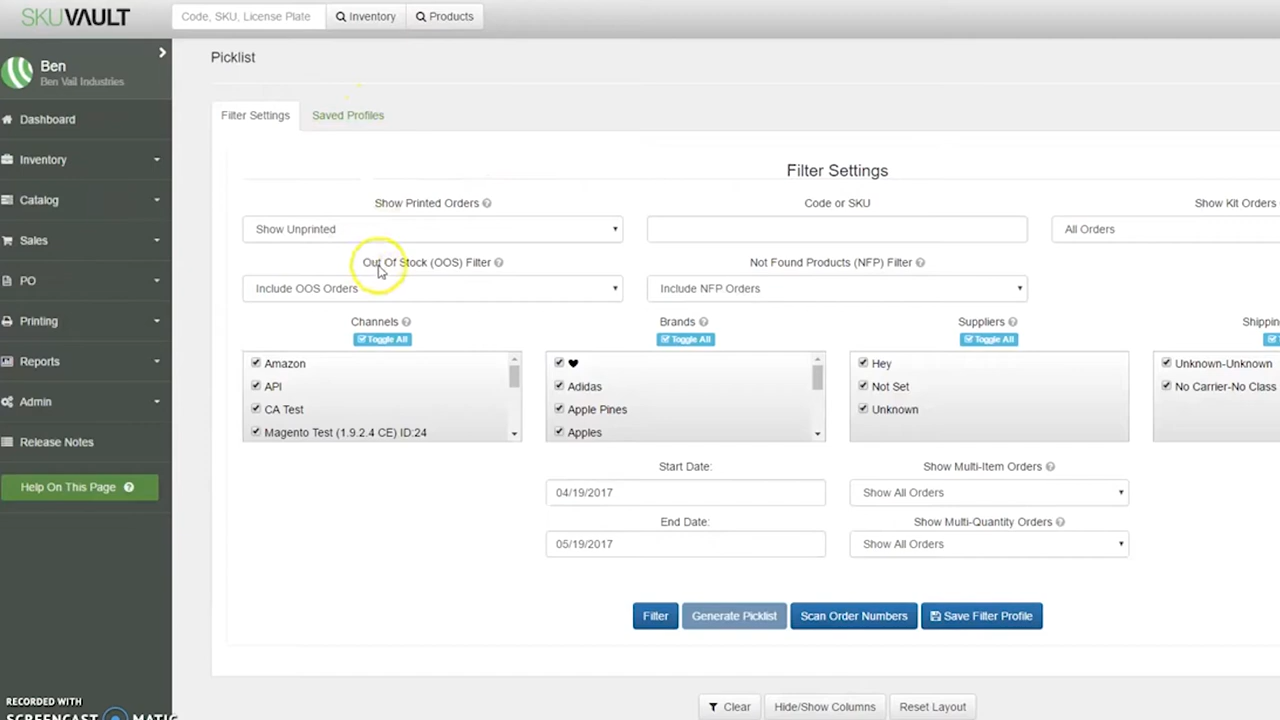 SKUVAULT
Code, SKU, License Plate
Inventory
Products
Ben
Ben Vail Industries
Dashboard
Inventory
Catalog
Sales
PO
Printing
Reports
Admin
Release Notes
Help On This Page
Picklist
Filter Settings
Saved Profiles
Filter Settings
Show Printed Orders
Code or SKU
Show Kit Orders
Show Unprinted
All Orders
Out Of Stock (OOS) Filter
Not Found Products (NFP) Filter
Include OOS Orders
Include NFP Orders
Channels
Brands
Suppliers
Shippin
Toggle All
Toggle All
Toggle All
Amazon
API
CA Test
Magento Test (1.9.2.4 CE) ID:24
Adidas
Apple Pines
Apples
Hey
Not Set
Unknown
Unknown-Unknown
No Carrier-No Class
Start Date:
Show Multi-Item Orders
04/19/2017
Show All Orders
End Date:
Show Multi-Quantity Orders
05/19/2017
Show All Orders
Filter
Generate Picklist
Scan Order Numbers
Save Filter Profile
Clear
Hide/Show Columns
Reset Layout
RECORDED WITH
SCREENCAST MATIC